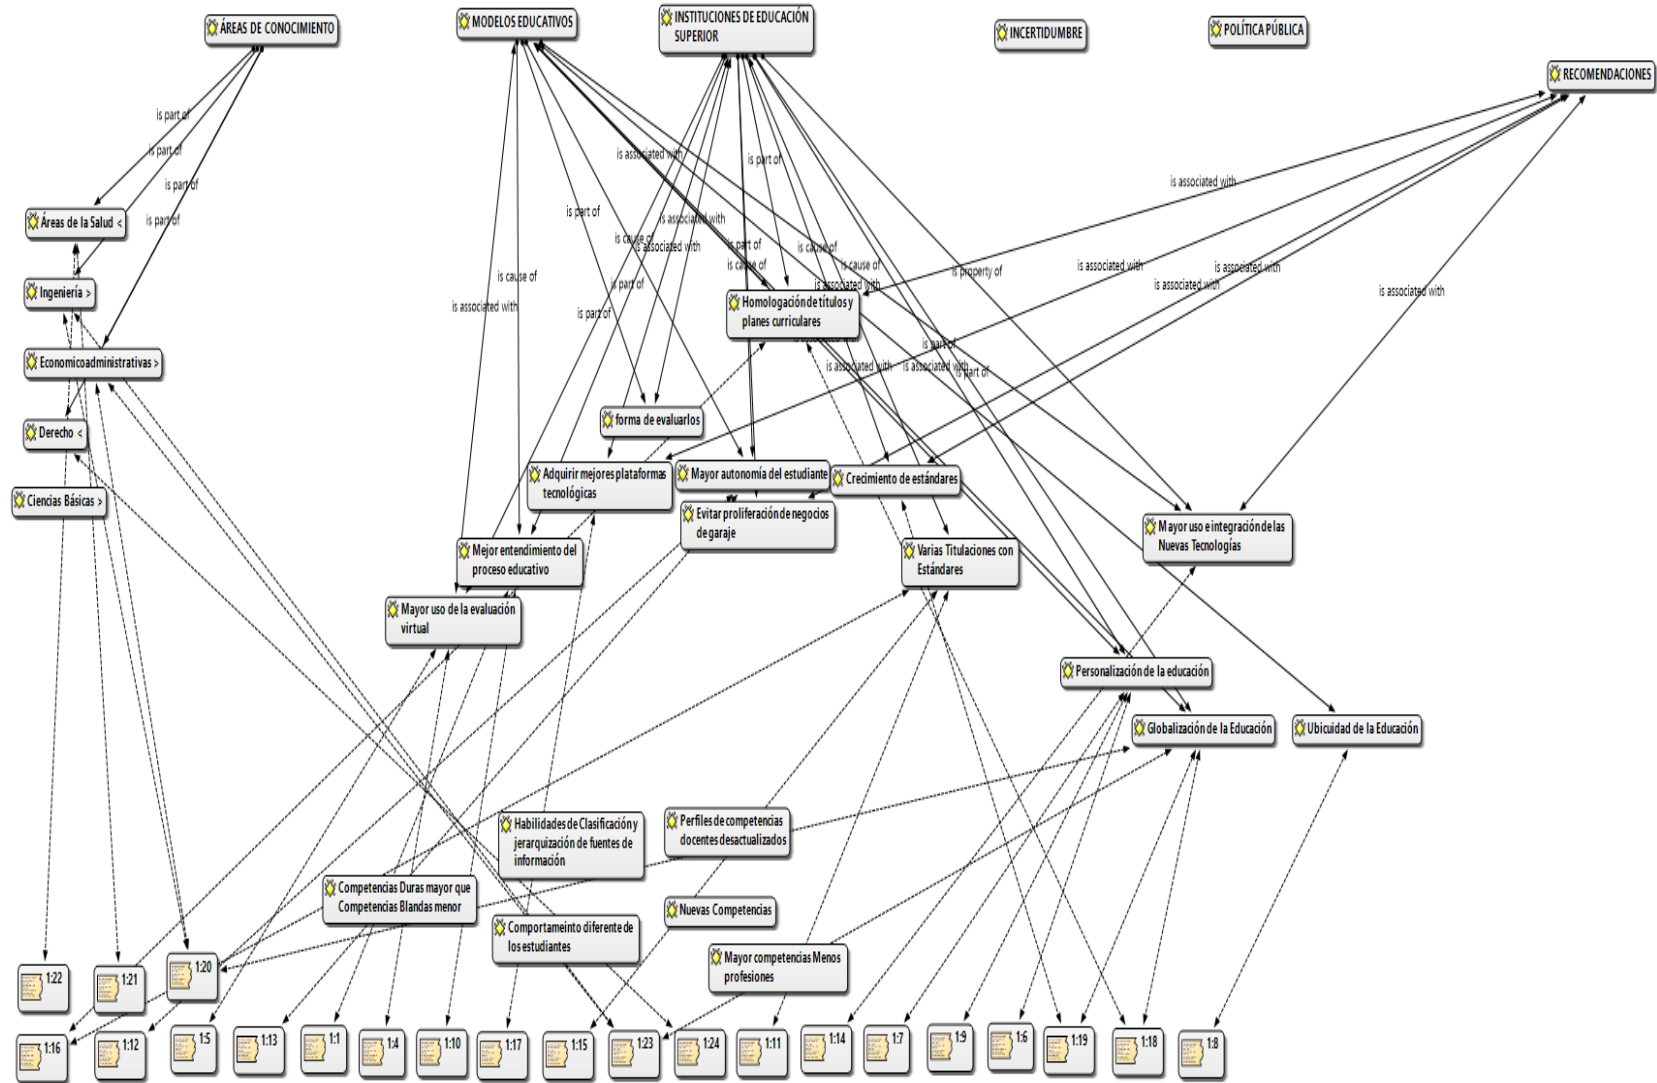 ÁREAS DE CONOCIMIENTO
MODELOS EDUCATIVOS
INSTITUCIONES DE EDUCACIÓN
SUPERIOR
INCERTIDUMBRE
POLÍTICA PÚBLICA
RECOMENDACIONES
is part of
is part of
is part of
is part of
is associated with
is part of
is associated with
is part of
is associated with
is cause of
is associated with
is part of
is cause of
is cause of
is cause of
is associated with
is property of
is associated with
is associated with
is associated with
is associated with
is cause of
is part of
is part of
is associated with
is associated with
is part of
is associated with
is associated with
is part of
Áreas de la Salud <
Ingeniería >
Economicoadministrativas >
Derecho <
Ciencias Básicas >
Homologación de títulos y
planes curriculares
forma de evaluarlos
Adquirir mejores plataformas
tecnológicas
Mayor autonomía del estudiante
Crecimiento de estándares
Evitar proliferación de negocios
de garaje
Mejor entendimiento del
proceso educativo
Varias Titulaciones con
Estándares
Mayor uso e integración de las
Nuevas Tecnologías
Mayor uso de la evaluación
virtual
Personalización de la educación
Globalización de la Educación
Ubicuidad de la Educación
Habilidades de Clasificación y
jerarquización de fuentes de
información
Perfiles de competencias
docentes desactualizados
Competencias Duras mayor que
Competencias Blandas menor
Nuevas Competencias
Comportameinto diferente de
los estudiantes
Mayor competencias Menos
profesiones
1:22
1:21
1:20
1:16
1:12
1:5
1:13
1:1
1:4
1:10
1:17
1:15
1:23
1:24
1:11
1:14
1:7
1:9
1:6
1:19
1:18
1:8